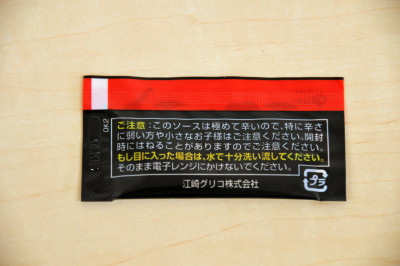 ご注意：このソースは極めて辛いので、特に辛さ
に弱い方や小さなお子様はご注意ください。開封
時にはねることがありますのでご注意ください。
もし目に入った場合は、水で十分洗い流してください。
そのまま電子レンジにかけないでください。
江崎グリコ株式会社
プラ
OK2